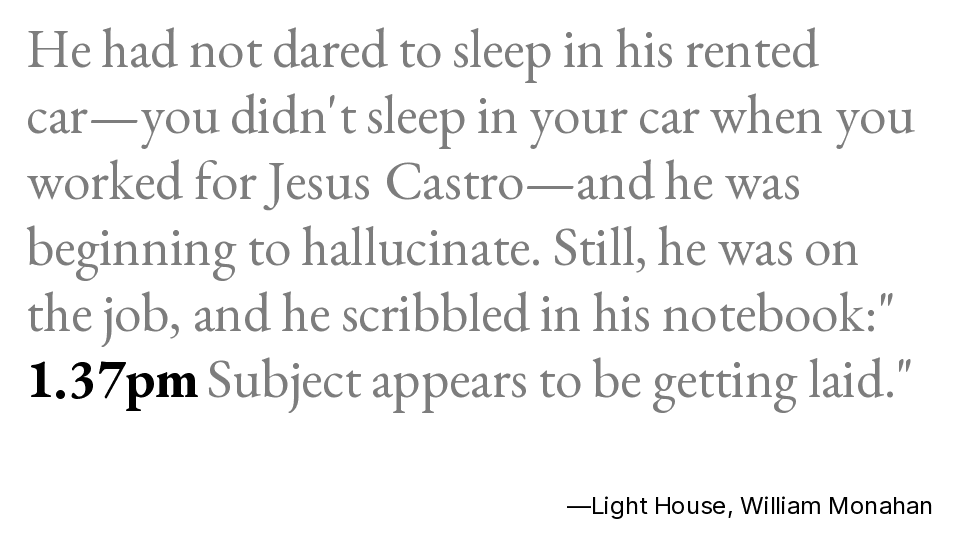 He had not dared to sleep in his rented
car—you didn't sleep in your car when you
worked for Jesus Castro—and he was
beginning to hallucinate. Still, he was on
the job, and he scribbled in his notebook:"
1.37pm Subject appears to be getting laid."
—Light House, William Monahan